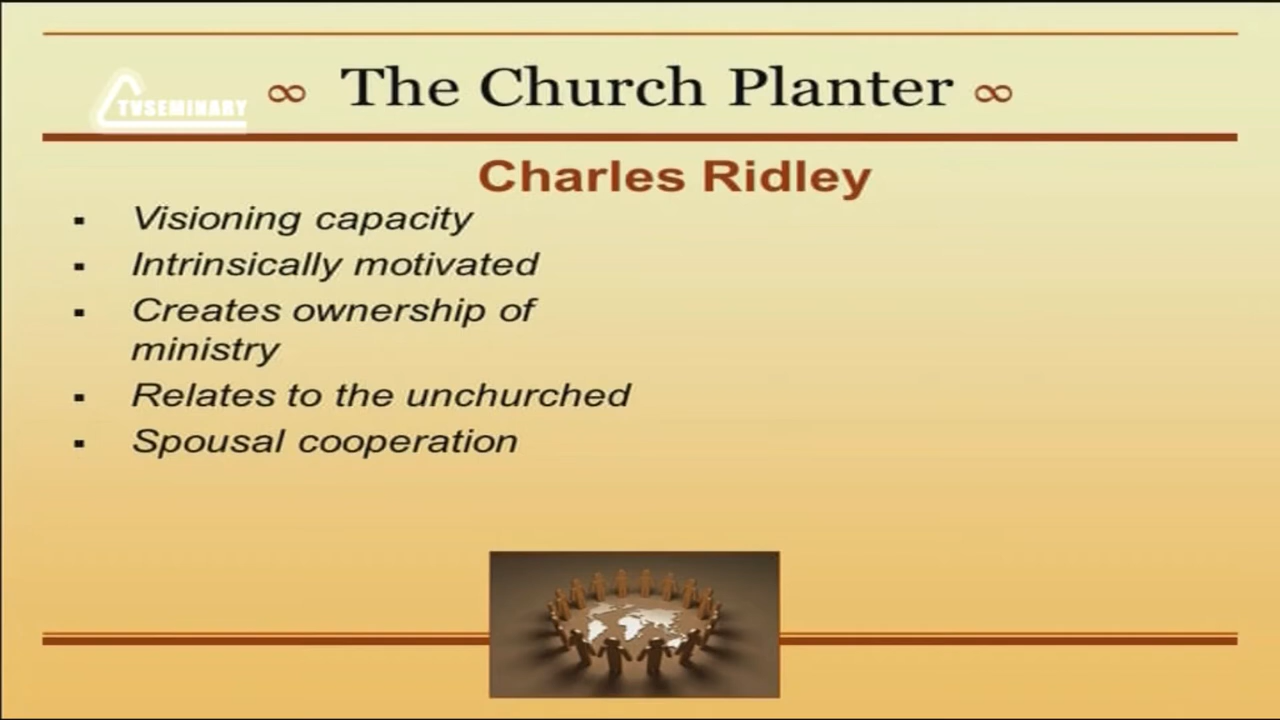 TVSEMINARY
∞ The Church Planter ∞
Charles Ridley
▪ Visioning capacity
▪ Intrinsically motivated
▪ Creates ownership of
ministry
▪ Relates to the unchurched
▪ Spousal cooperation